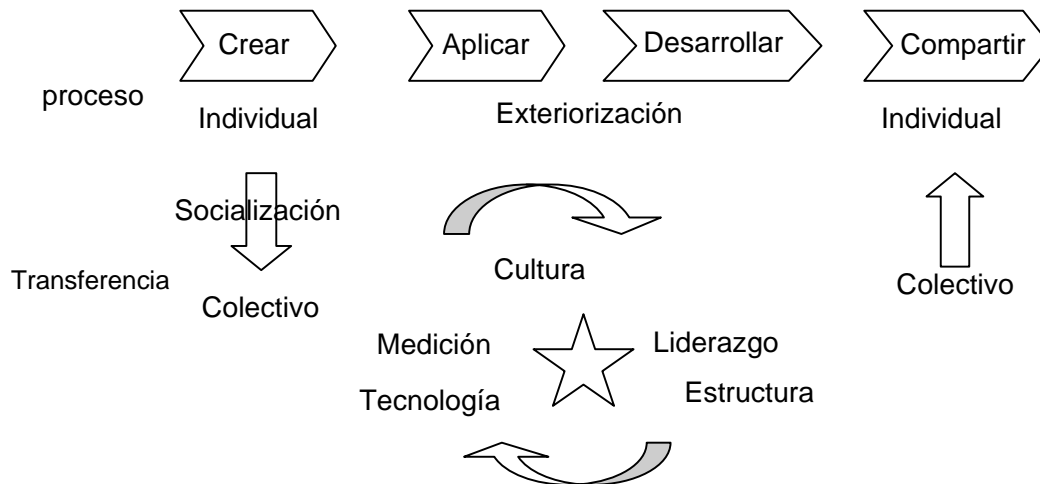 Crear
Aplicar
Desarrollar
Compartir
proceso
Individual
Exteriorización
Individual
Socialización
Transferencia
Colectivo
Cultura
Colectivo
Medición
Liderazgo
Tecnología
Estructura